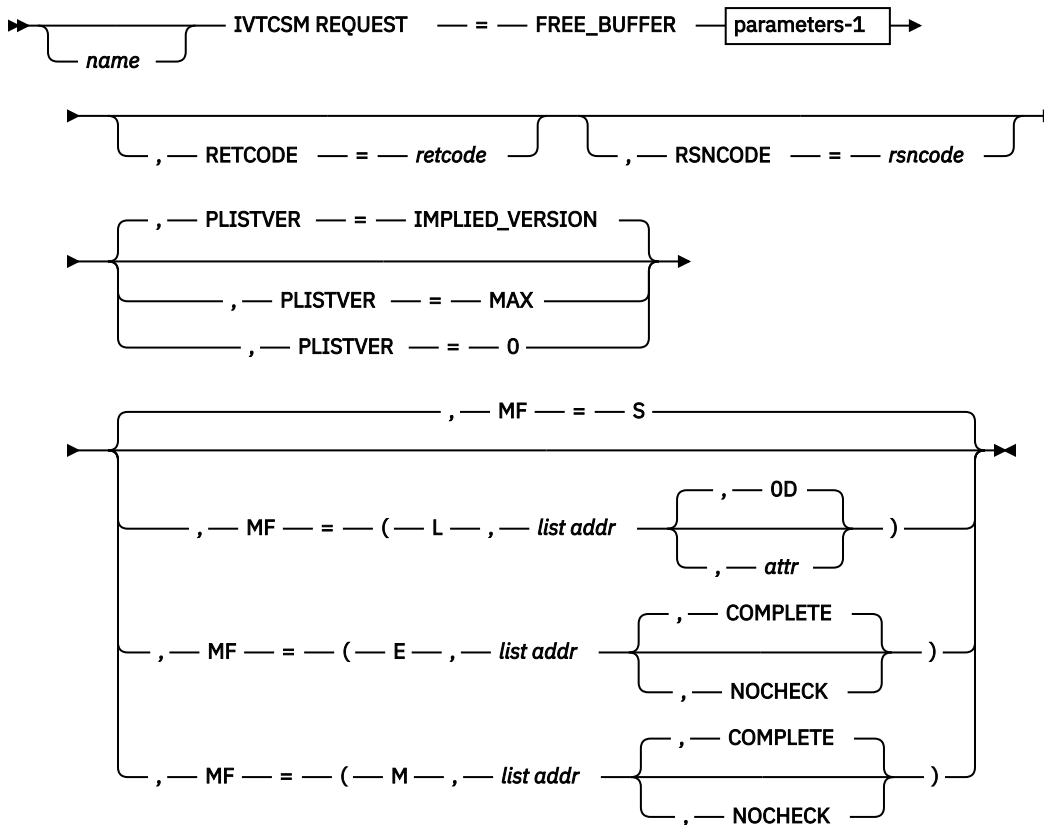 IVTCSM REQUEST = FREE_BUFFER parameters-1
name
, RETCODE = retcode , RSNCODE = rsncode
, PLISTVER = IMPLIED_VERSION
, PLISTVER = MAX
, PLISTVER = 0
, MF = S
, 0D
, MF = ( L , list addr )
, attr
, COMPLETE
, MF = ( E , list addr )
, NOCHECK
, COMPLETE
, MF = ( M , list addr )
, NOCHECK